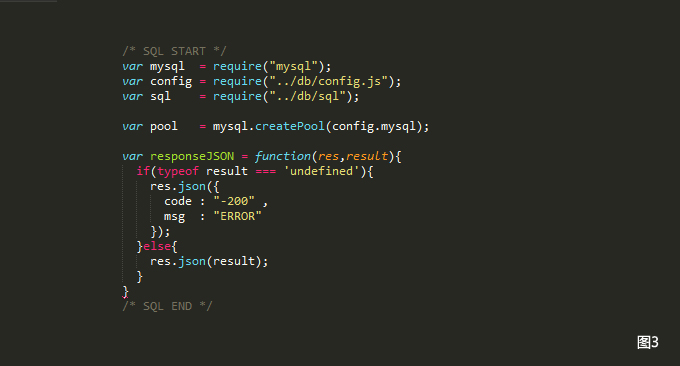 /* SQL START */
var mysql  = require("mysql");
var config = require("../db/config.js");
var sql    = require("../db/sql");
var pool   = mysql.createPool(config.mysql);
var responseJSON = function(res,result){
  if(typeof result === 'undefined'){
    res.json({
      code : "-200" ,
      msg  : "ERROR"
    });
  }else{
    res.json(result);
  }
}
/* SQL END */
图3